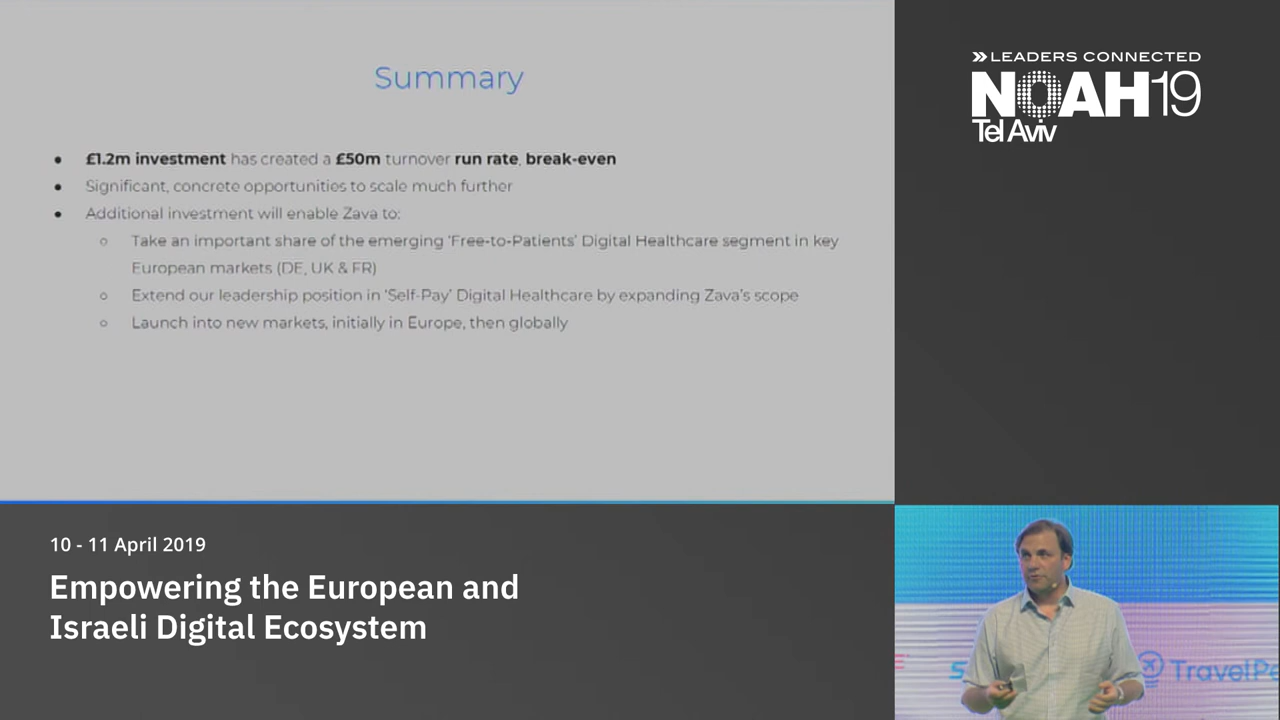 Summary
• £1.2m investment has created a £50m turnover run rate, break-even
• Significant, concrete opportunities to scale much further
• Additional investment will enable Zava to:
○ Take an important share of the emerging 'Free-to-Patients' Digital Healthcare segment in key
European markets (DE, UK & FR)
○ Extend our leadership position in 'Self-Pay' Digital Healthcare by expanding Zava's scope
○ Launch into new markets, initially in Europe, then globally
LEADERS CONNECTED
NOAH19
Tel Aviv
10 - 11 April 2019
Empowering the European and
Israeli Digital Ecosystem